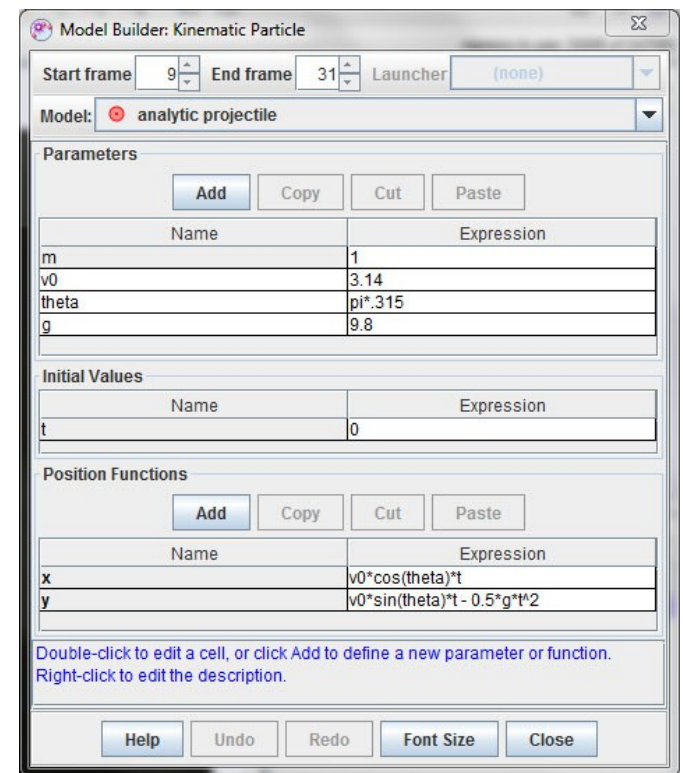 Model Builder: Kinematic Particle
Start frame 9 End frame 31 Launcher (none)
Model: analytic projectile
Parameters
Add Copy Cut Paste
Name Expression
m 1
v0 3.14
theta pi*.315
g 9.8
Initial Values
Name Expression
t 0
Position Functions
Add Copy Cut Paste
Name Expression
x v0*cos(theta)*t
y v0*sin(theta)*t - 0.5*g*t^2
Double-click to edit a cell, or click Add to define a new parameter or function.
Right-click to edit the description.
Help Undo Redo Font Size Close